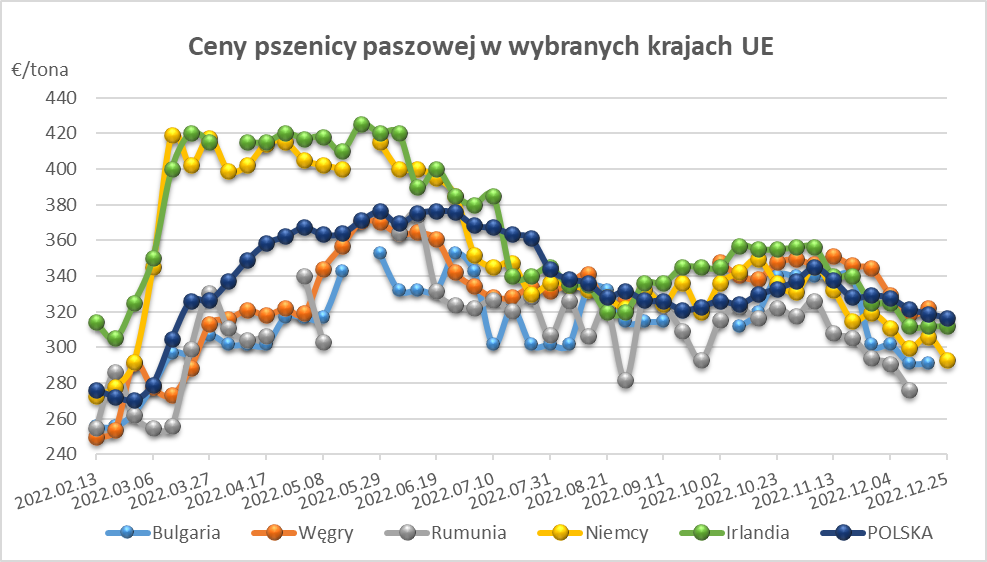 Ceny pszenicy paszowej w wybranych krajach UE
€/tona
440
420
400
380
360
340
320
300
280
260
240
2022.02.13 2022.03.06 2022.03.27 2022.04.17 2022.05.08 2022.05.29 2022.06.19 2022.07.10 2022.07.31 2022.08.21 2022.09.11 2022.10.02 2022.10.23 2022.11.13 2022.12.04 2022.12.25
Bulgaria Węgry Rumunia Niemcy Irlandia POLSKA